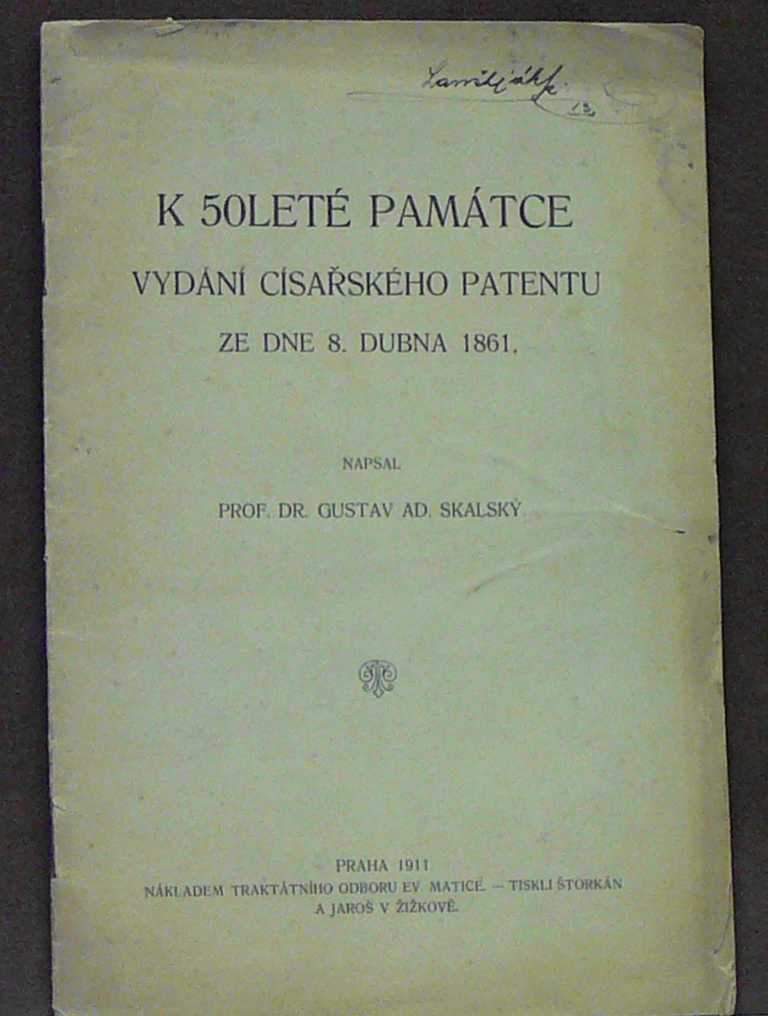 K 50LETÉ PAMÁTCE
VYDÁNÍ CÍSAŘSKÉHO PATENTU
ZE DNE 8. DUBNA 1861.
NAPSAL
PROF. DR. GUSTAV AD. SKALSKÝ.
PRAHA 1911
NÁKLADEM TRAKTÁTNÍHO ODBORU EV. MATICE. — TISKLI ŠTORKÁN
A JAROŠ V ŽIŽKOVĚ.